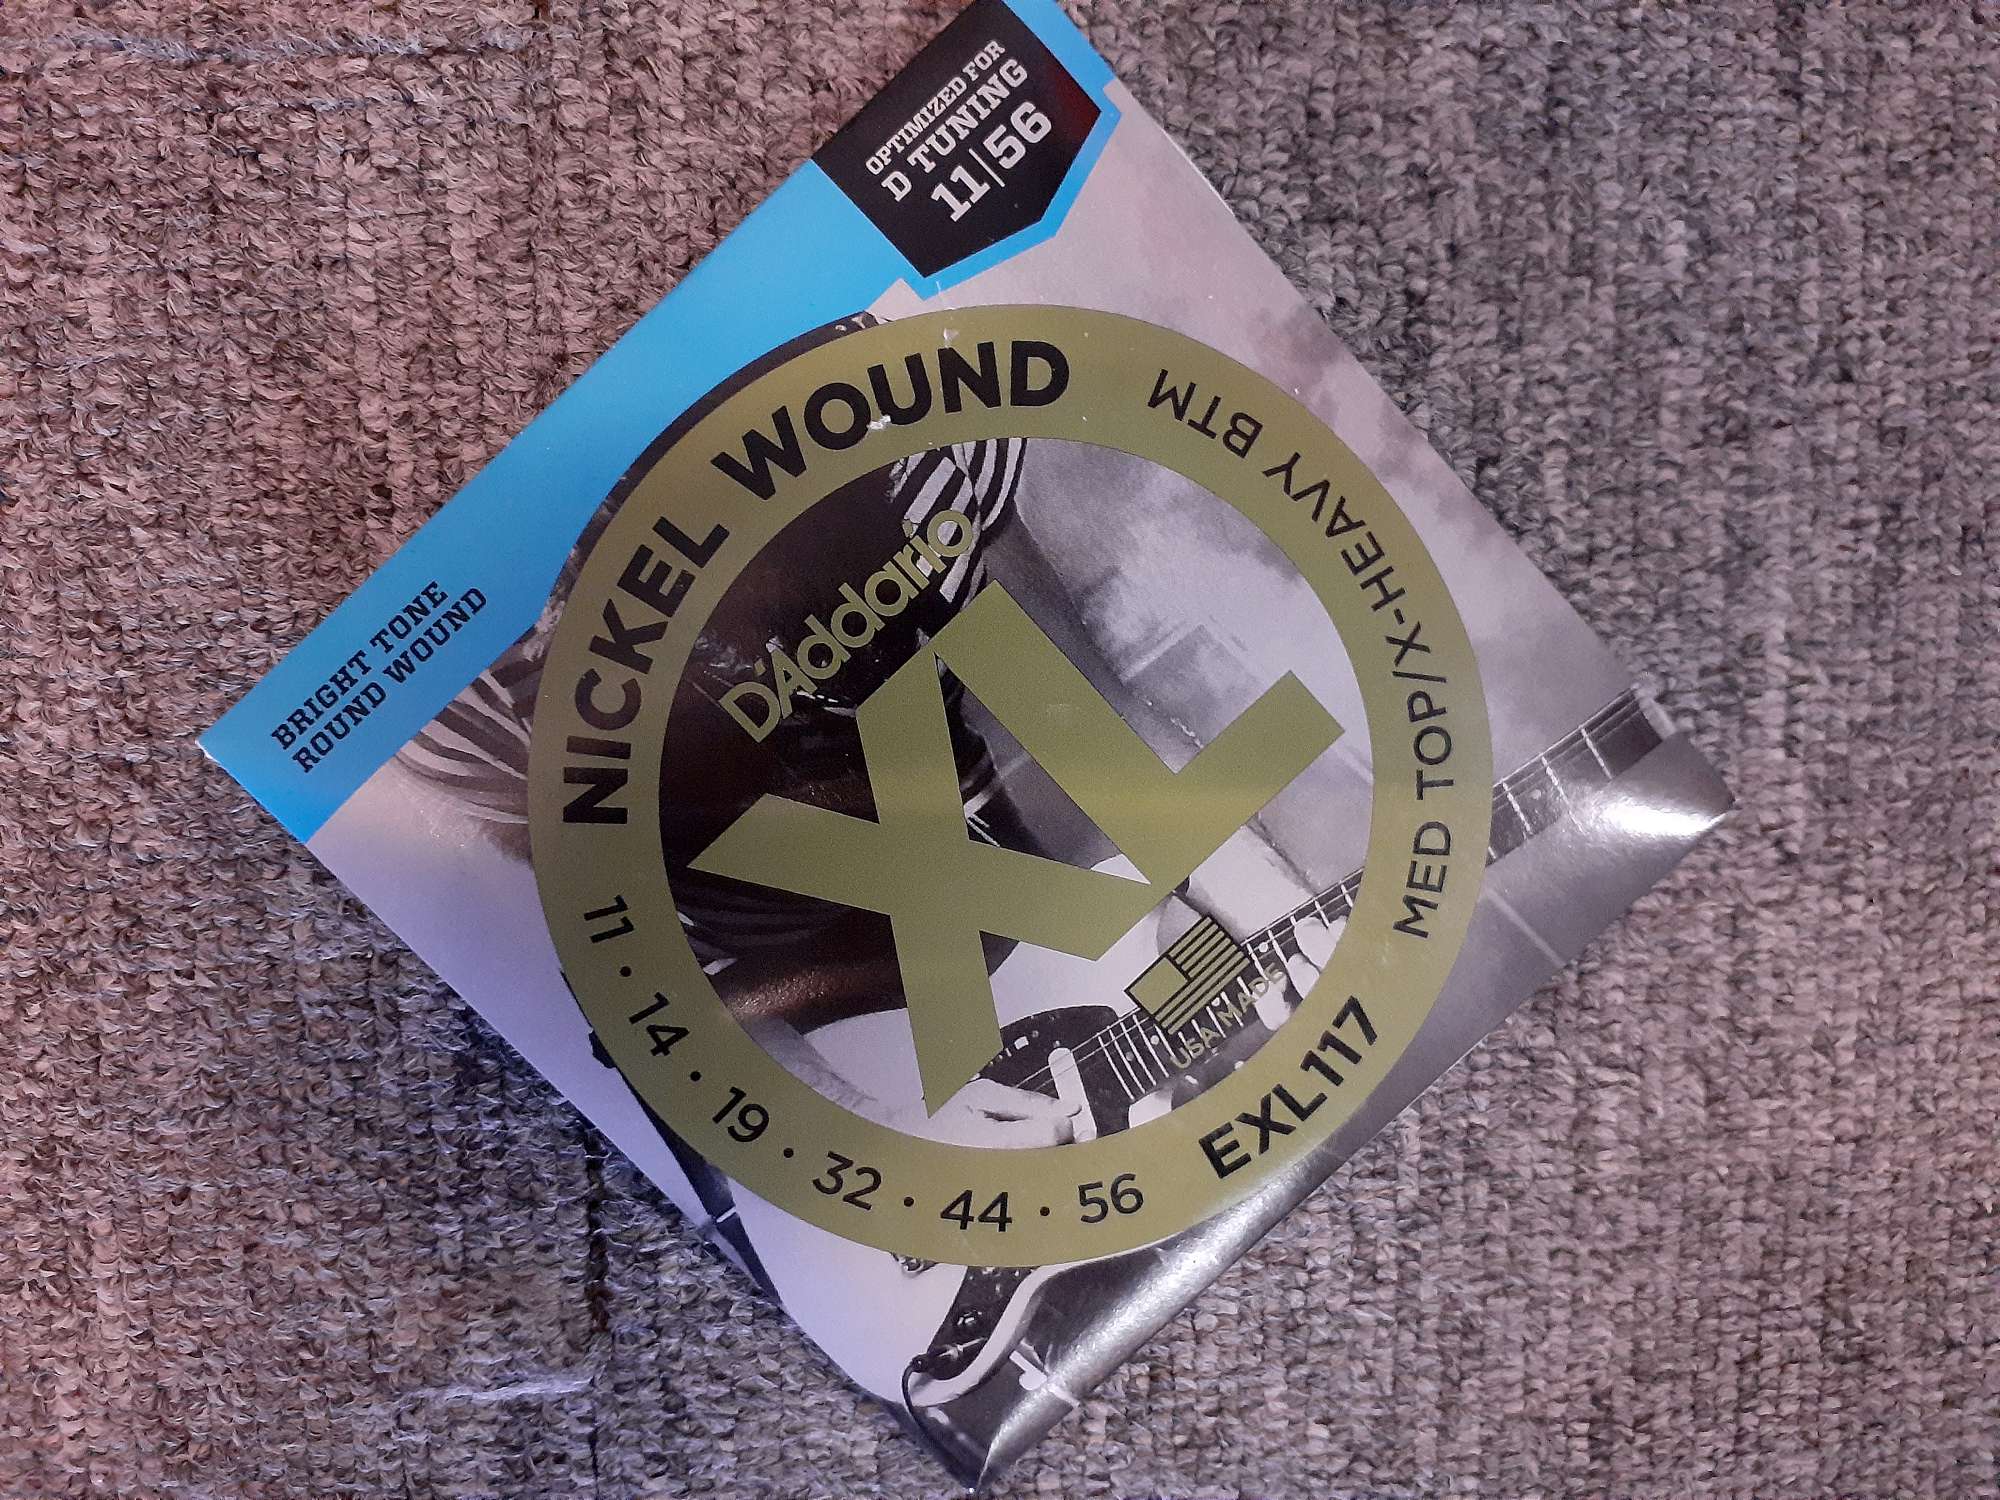 OPTIMIZED FOR
D TUNING
11|56
BRIGHT TONE
ROUND WOUND
NICKEL WOUND
MED TOP/X-HEAVY BTM
D'Addario
XL
USA MADE
11 · 14 · 19 · 32 · 44 · 56
EXL117